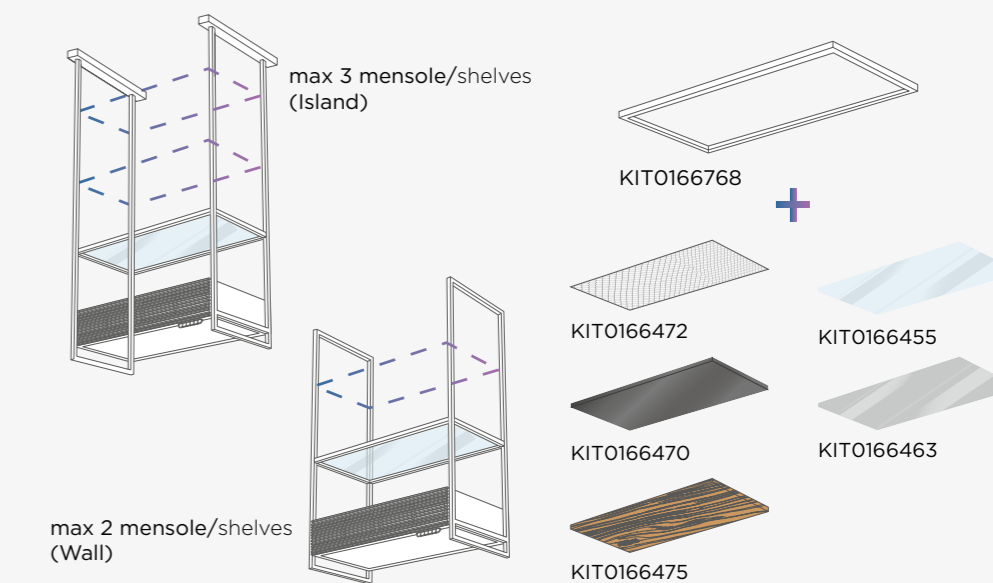 max 3 mensole/shelves
(Island)
KIT0166768
KIT0166472
KIT0166455
KIT0166470
KIT0166463
max 2 mensole/shelves
(Wall)
KIT0166475